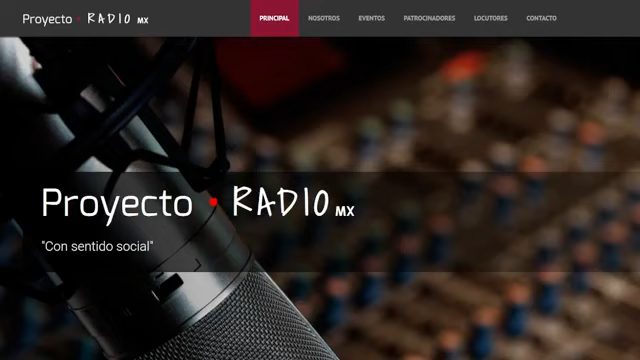 Proyecto • RADIO MX
PRINCIPAL NOSOTROS EVENTOS PATROCINADORES LOCUTORES CONTACTO
Proyecto • RADIO MX
"Con sentido social"